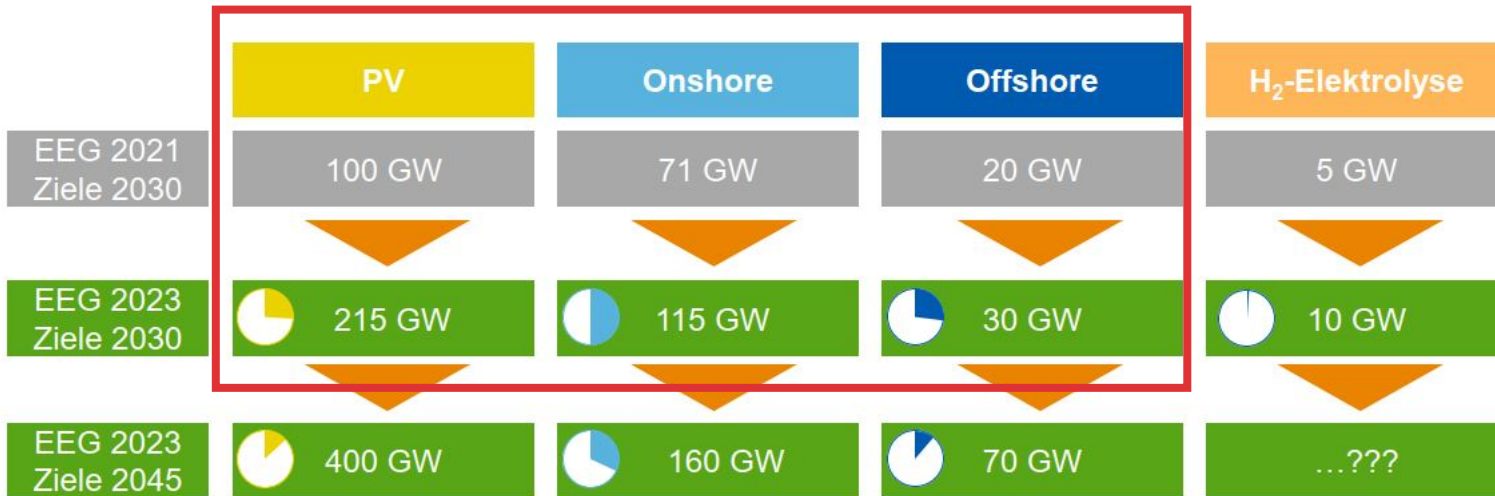 PV
Onshore
Offshore
H₂-Elektrolyse
EEG 2021
Ziele 2030
100 GW
71 GW
20 GW
5 GW
EEG 2023
Ziele 2030
215 GW
115 GW
30 GW
10 GW
EEG 2023
Ziele 2045
400 GW
160 GW
70 GW
...???